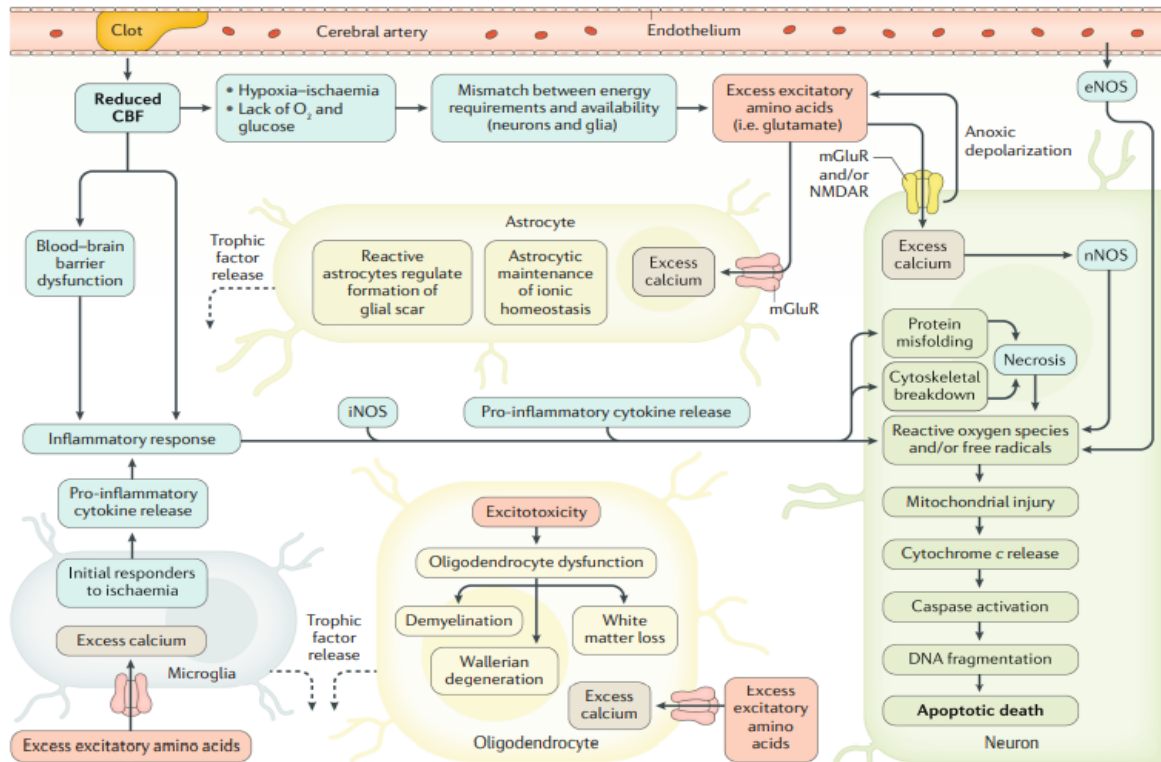 Clot
Cerebral artery
Endothelium
Reduced
CBF
• Hypoxia–ischaemia
• Lack of O₂ and
glucose
Mismatch between energy
requirements and availability
(neurons and glia)
Excess excitatory
amino acids
(i.e. glutamate)
eNOS
Anoxic
depolarization
mGluR
and/or
NMDAR
Blood–brain
barrier
dysfunction
Trophic
factor
release
Astrocyte
Reactive
astrocytes regulate
formation of
glial scar
Astrocytic
maintenance
of ionic
homeostasis
Excess
calcium
mGluR
Excess
calcium
nNOS
Protein
misfolding
Necrosis
Cytoskeletal
breakdown
Inflammatory response
iNOS
Pro-inflammatory cytokine release
Reactive oxygen species
and/or free radicals
Mitochondrial injury
Cytochrome c release
Caspase activation
DNA fragmentation
Apoptotic death
Neuron
Pro-inflammatory
cytokine release
Initial responders
to ischaemia
Excess calcium
Microglia
Excess excitatory amino acids
Trophic
factor
release
Excitotoxicity
Oligodendrocyte dysfunction
Demyelination
White
matter loss
Wallerian
degeneration
Excess
calcium
Excess
excitatory
amino
acids
Oligodendrocyte